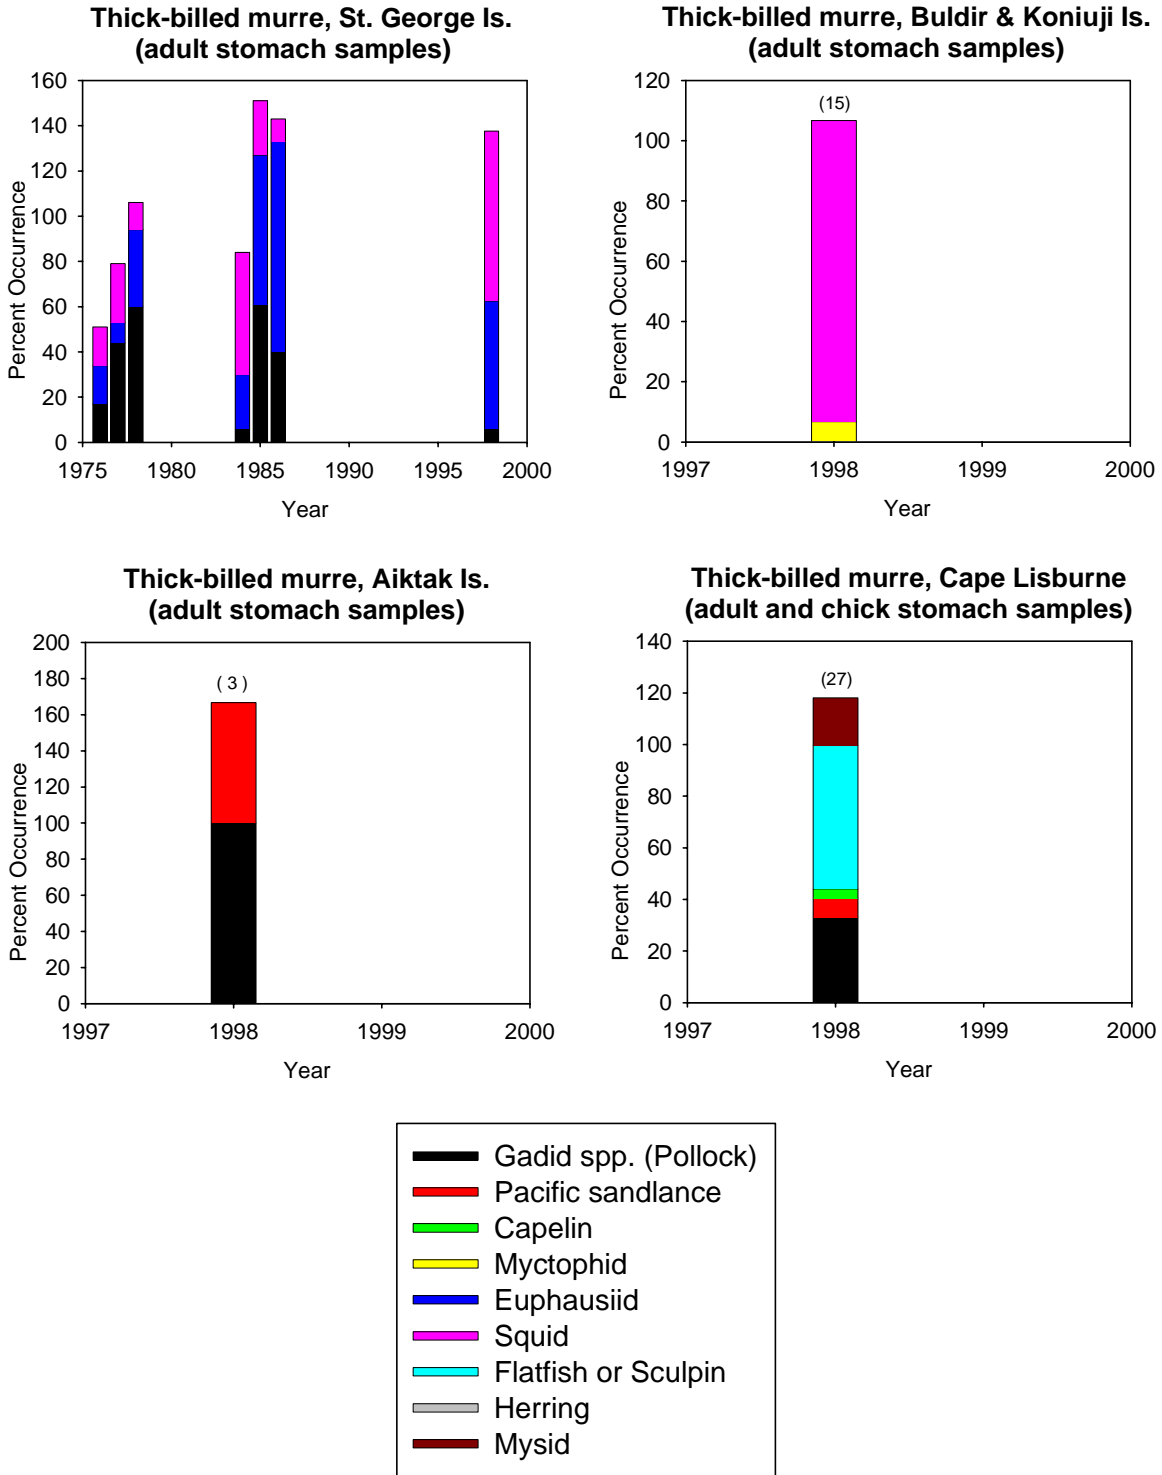 Thick-billed murre, St. George Is.
(adult stomach samples)
160
140
120
100
80
60
40
20
0
Percent Occurrence
1975 1980 1985 1990 1995 2000
Year
Thick-billed murre, Buldir & Koniuji Is.
(adult stomach samples)
120
100
80
60
40
20
0
Percent Occurrence
(15)
1997 1998 1999 2000
Year
Thick-billed murre, Aiktak Is.
(adult stomach samples)
200
180
160
140
120
100
80
60
40
20
0
Percent Occurrence
( 3 )
1997 1998 1999 2000
Year
Thick-billed murre, Cape Lisburne
(adult and chick stomach samples)
140
120
100
80
60
40
20
0
Percent Occurrence
(27)
1997 1998 1999 2000
Year
Gadid spp. (Pollock)
Pacific sandlance
Capelin
Myctophid
Euphausiid
Squid
Flatfish or Sculpin
Herring
Mysid